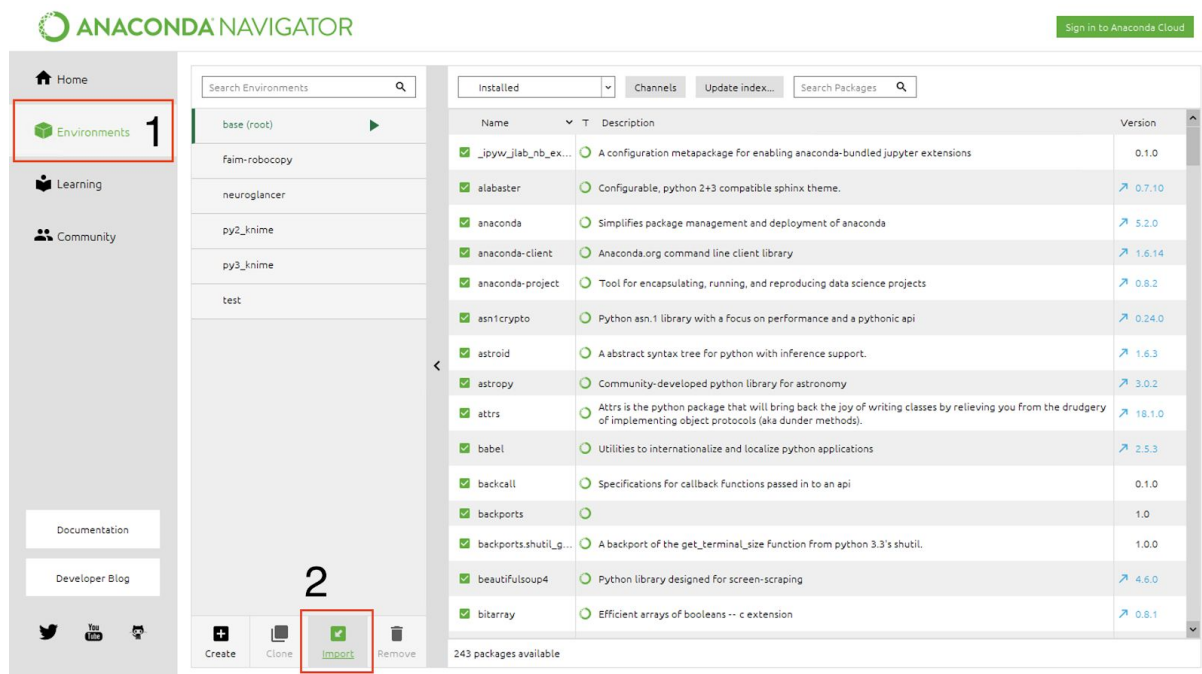 ANACONDA NAVIGATOR
Sign in to Anaconda Cloud
Home
Environments
1
Learning
Community
Documentation
Developer Blog
You
Tube
Search Environments
base (root)
faim-robocopy
neuroglancer
py2_knime
py3_knime
test
2
Create
Clone
Import
Remove
Installed
Channels
Update index...
Search Packages
Name T Description Version
_ipyw_jlab_nb_ex... A configuration metapackage for enabling anaconda-bundled jupyter extensions 0.1.0
alabaster Configurable, python 2+3 compatible sphinx theme. 0.7.10
anaconda Simplifies package management and deployment of anaconda 5.2.0
anaconda-client Anaconda.org command line client library 1.6.14
anaconda-project Tool for encapsulating, running, and reproducing data science projects 0.8.2
asn1crypto Python asn.1 library with a focus on performance and a pythonic api 0.24.0
astroid A abstract syntax tree for python with inference support. 1.6.3
astropy Community-developed python library for astronomy 3.0.2
attrs Attrs is the python package that will bring back the joy of writing classes by relieving you from the drudgery
of implementing object protocols (aka dunder methods). 18.1.0
babel Utilities to internationalize and localize python applications 2.5.3
backcall Specifications for callback functions passed in to an api 0.1.0
backports 1.0
backports.shutil_g... A backport of the get_terminal_size function from python 3.3's shutil. 1.0.0
beautifulsoup4 Python library designed for screen-scraping 4.6.0
bitarray Efficient arrays of booleans -- c extension 0.8.1
243 packages available